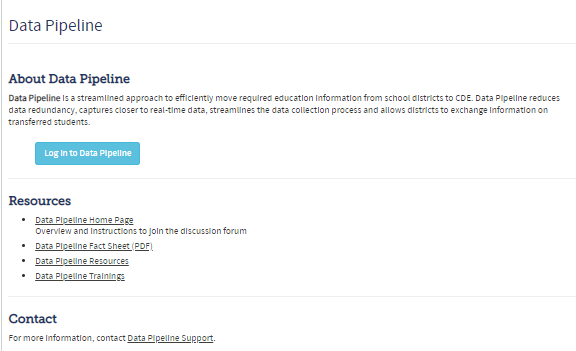 Data Pipeline
About Data Pipeline
Data Pipeline is a streamlined approach to efficiently move required education information from school districts to CDE. Data Pipeline reduces
data redundancy, captures closer to real-time data, streamlines the data collection process and allows districts to exchange information on
transferred students.
Log in to Data Pipeline
Resources
• Data Pipeline Home Page
Overview and instructions to join the discussion forum
• Data Pipeline Fact Sheet (PDF)
• Data Pipeline Resources
• Data Pipeline Trainings
Contact
For more information, contact Data Pipeline Support.